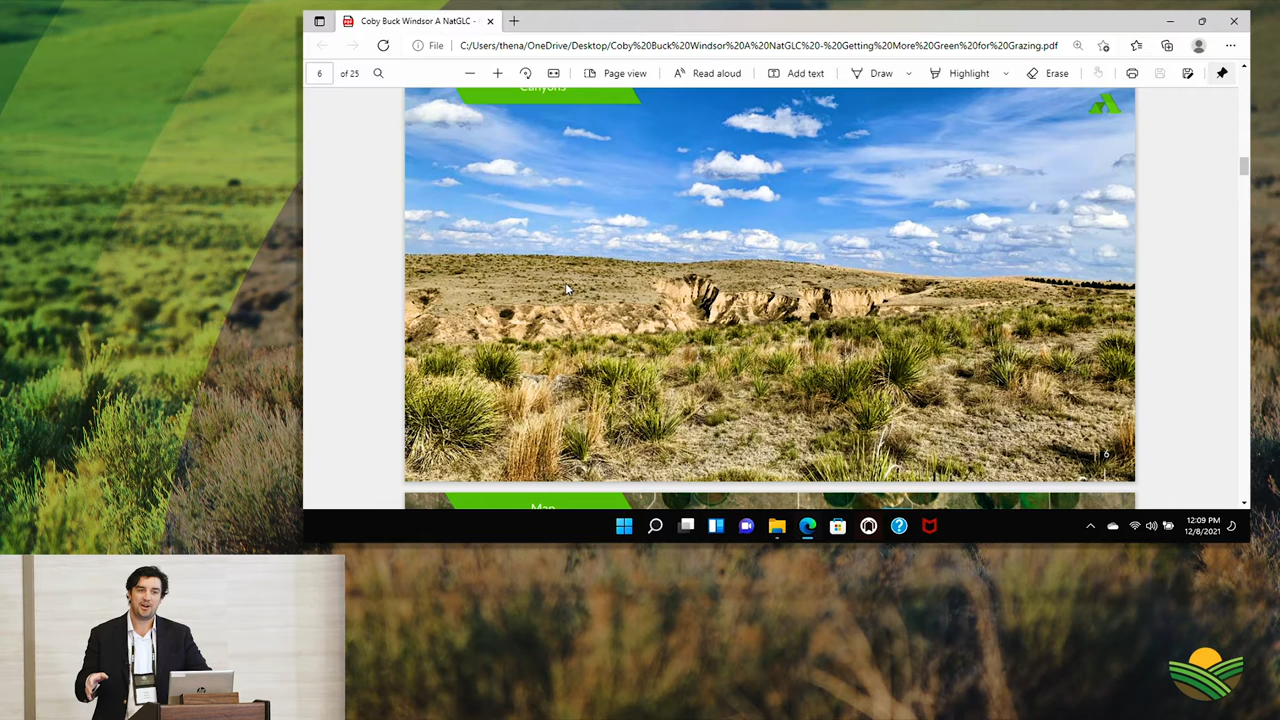 Coby Buck Windsor A NatGLC -
File
C:/Users/thena/OneDrive/Desktop/Coby%20Buck%20Windsor%20A%20NatGLC%20-%20Getting%20More%20Green%20for%20Grazing.pdf
6 of 25
Page view
Read aloud
Add text
Draw
Highlight
Erase
Canyons
6
Map
12:09 PM
12/8/2021